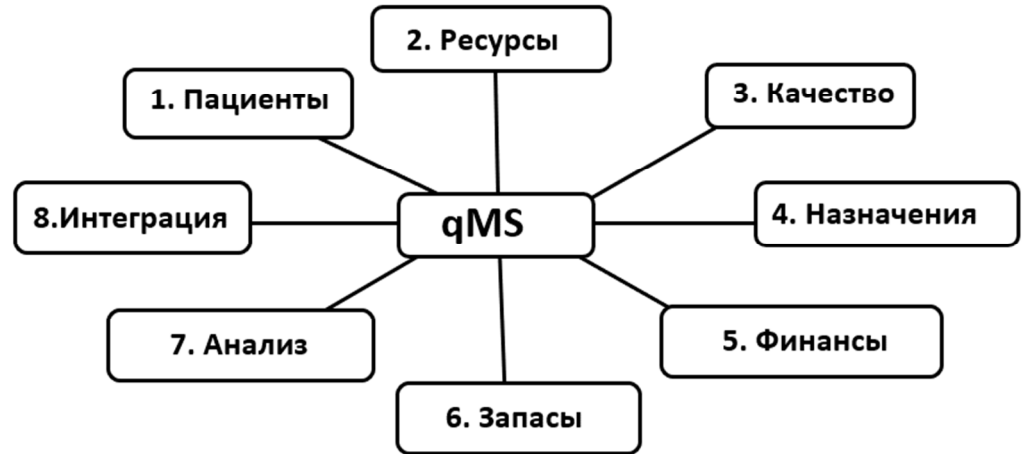 2. Ресурсы
1. Пациенты
3. Качество
8.Интеграция
qMS
4. Назначения
7. Анализ
5. Финансы
6. Запасы